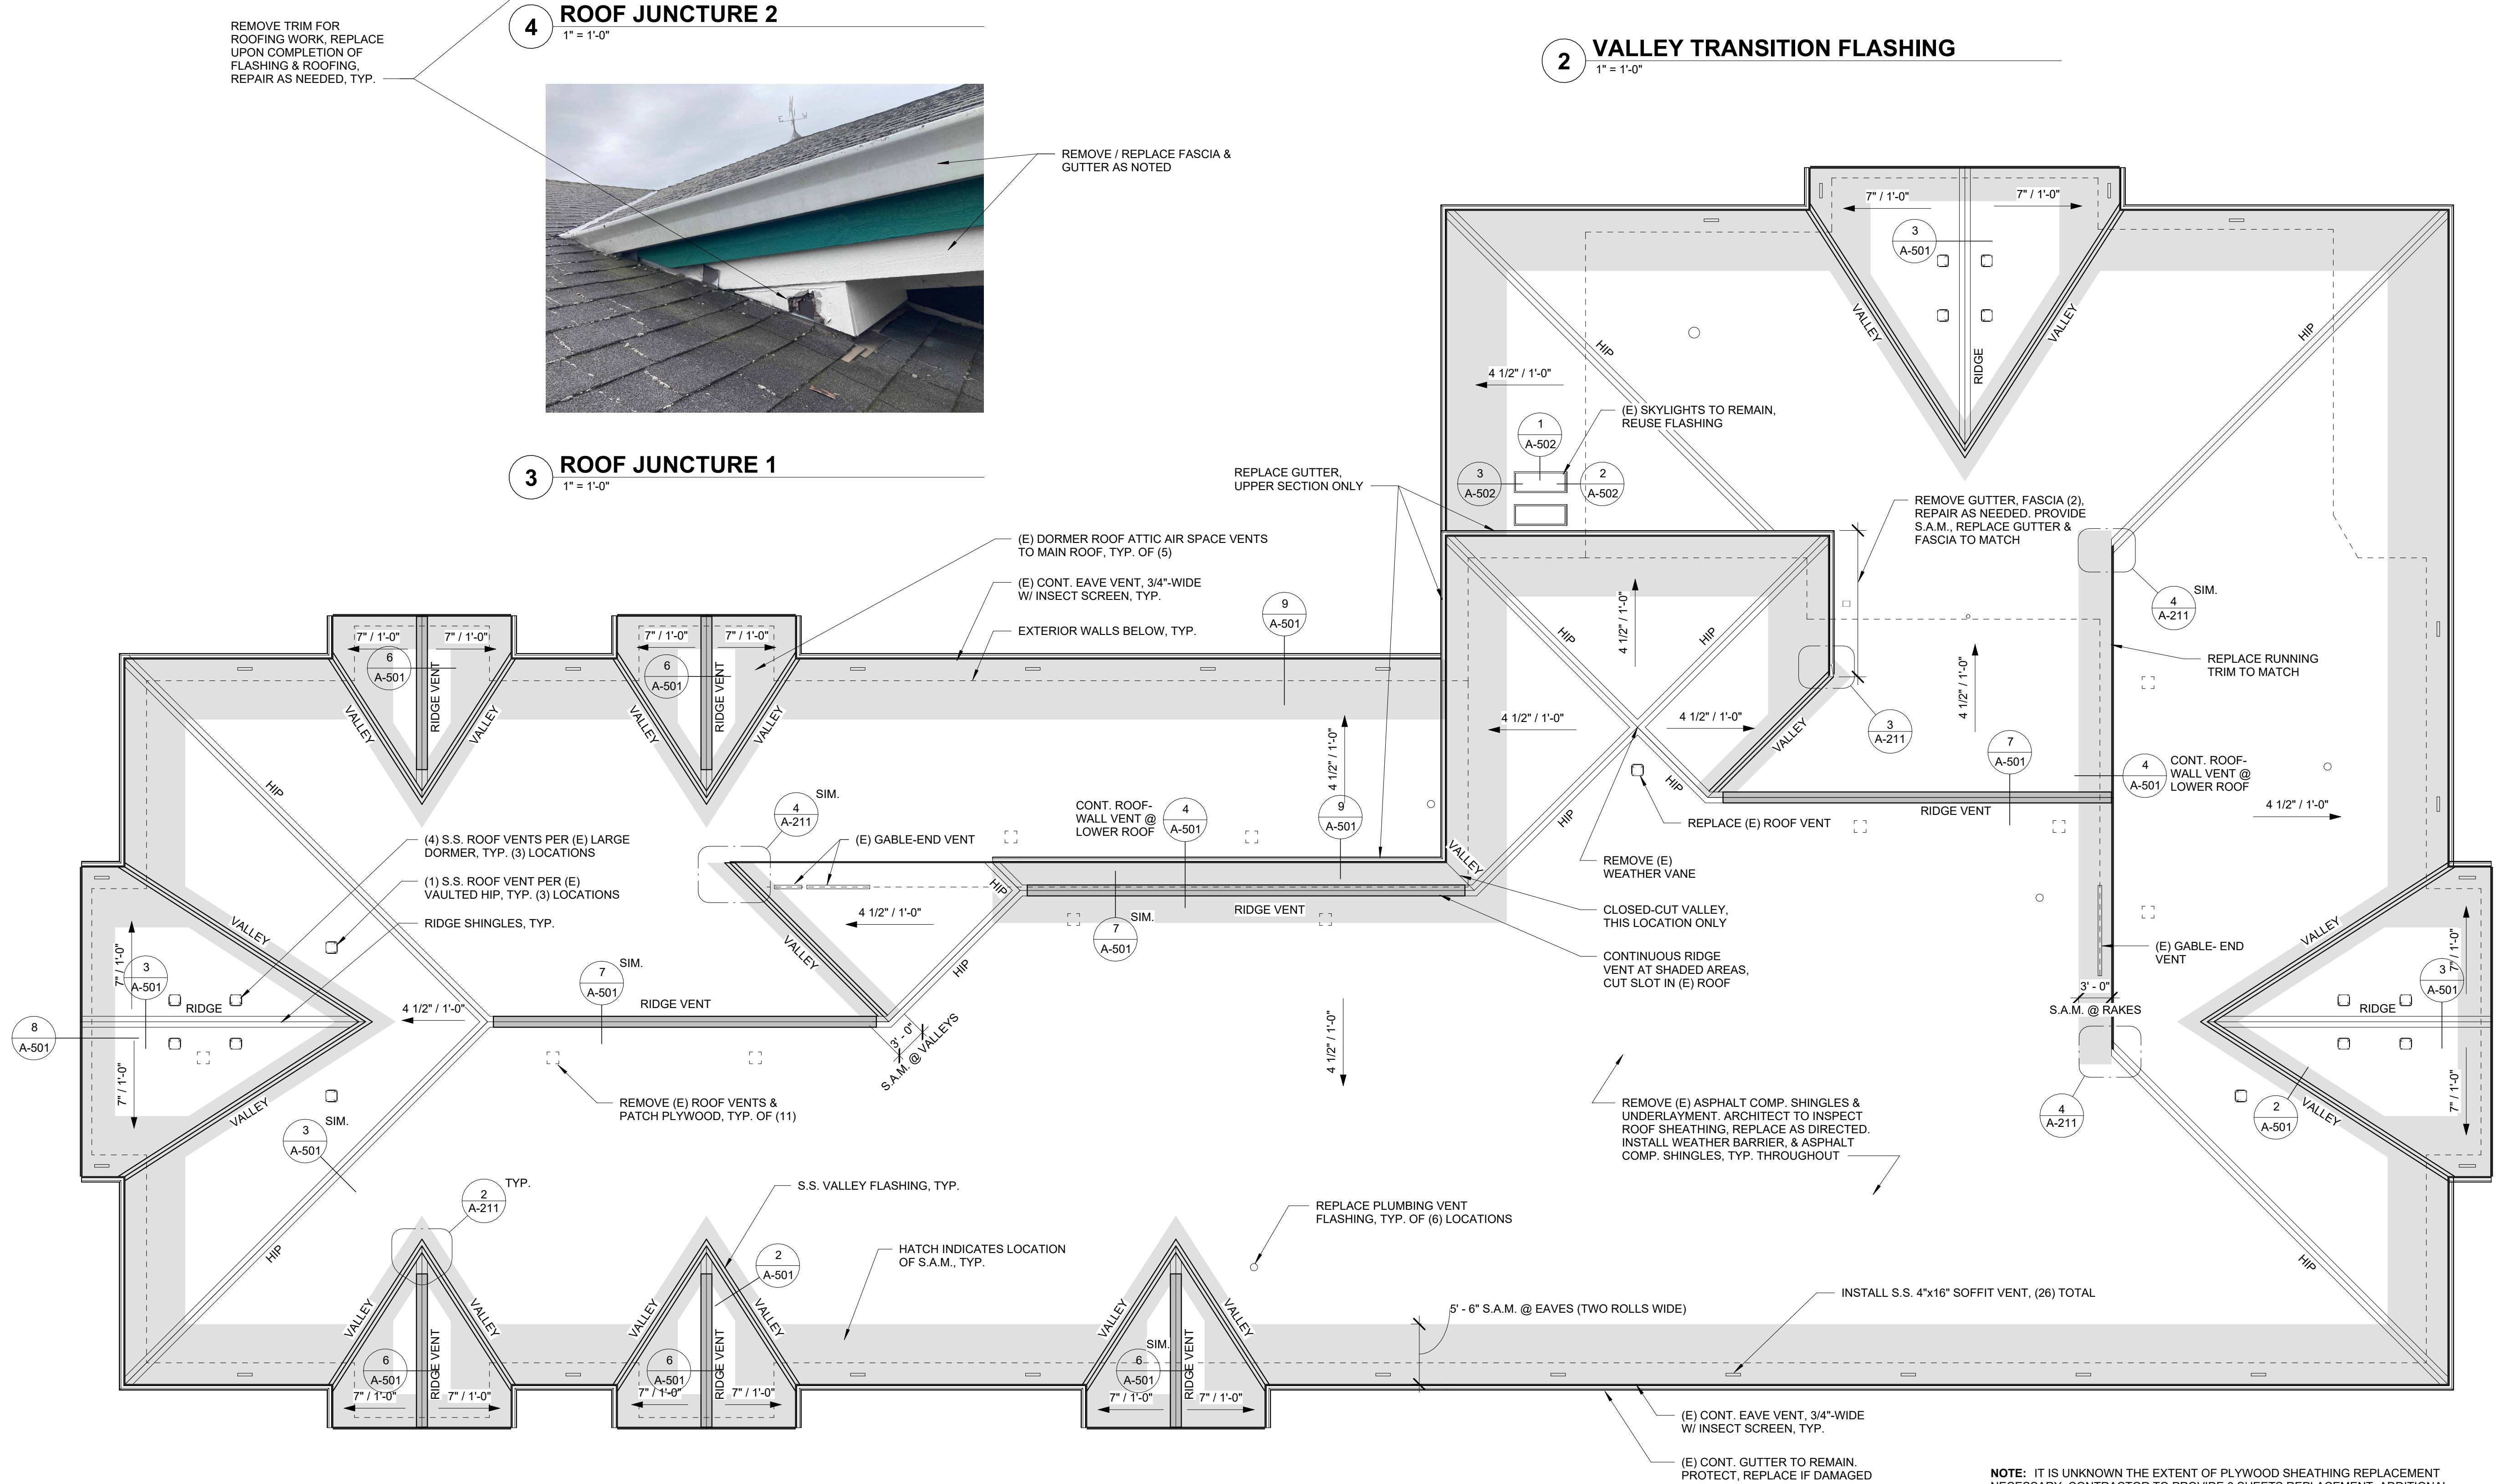 4
ROOF JUNCTURE 2
1" = 1'-0"
REMOVE TRIM FOR
ROOFING WORK, REPLACE
UPON COMPLETION OF
FLASHING & ROOFING,
REPAIR AS NEEDED, TYP.
2
VALLEY TRANSITION FLASHING
1" = 1'-0"
E W
REMOVE / REPLACE FASCIA &
GUTTER AS NOTED
3
ROOF JUNCTURE 1
1" = 1'-0"
7" / 1'-0"
7" / 1'-0"
3
A-501
VALLEY
VALLEY
RIDGE
HIP
HIP
4 1/2" / 1'-0"
(E) SKYLIGHTS TO REMAIN,
REUSE FLASHING
1
A-502
3
A-502
2
A-502
REPLACE GUTTER,
UPPER SECTION ONLY
REMOVE GUTTER, FASCIA (2),
REPAIR AS NEEDED. PROVIDE
S.A.M., REPLACE GUTTER &
FASCIA TO MATCH
(E) DORMER ROOF ATTIC AIR SPACE VENTS
TO MAIN ROOF, TYP. OF (5)
(E) CONT. EAVE VENT, 3/4"-WIDE
W/ INSECT SCREEN, TYP.
EXTERIOR WALLS BELOW, TYP.
9
A-501
SIM.
4
A-211
REPLACE RUNNING
TRIM TO MATCH
7" / 1'-0"
7" / 1'-0"
6
A-501
RIDGE VENT
VALLEY
VALLEY
7" / 1'-0"
7" / 1'-0"
6
A-501
RIDGE VENT
VALLEY
VALLEY
HIP
HIP
4 1/2" / 1'-0"
4 1/2" / 1'-0"
4 1/2" / 1'-0"
4 1/2" / 1'-0"
4 1/2" / 1'-0"
VALLEY
3
A-211
7
A-501
4
A-501
CONT. ROOF-
WALL VENT @
LOWER ROOF
4 1/2" / 1'-0"
HIP
HIP
RIDGE VENT
REPLACE (E) ROOF VENT
REMOVE (E)
WEATHER VANE
HIP
SIM.
4
A-211
(E) GABLE-END VENT
CONT. ROOF-
WALL VENT @
LOWER ROOF
4
A-501
9
A-501
(4) S.S. ROOF VENTS PER (E) LARGE
DORMER, TYP. (3) LOCATIONS
(1) S.S. ROOF VENT PER (E)
VAULTED HIP, TYP. (3) LOCATIONS
RIDGE SHINGLES, TYP.
VALLEY
HIP
4 1/2" / 1'-0"
7
A-501
SIM.
RIDGE VENT
CLOSED-CUT VALLEY,
THIS LOCATION ONLY
CONTINUOUS RIDGE
VENT AT SHADED AREAS,
CUT SLOT IN (E) ROOF
VALLEY
HIP
VALLEY
7" / 1'-0"
3
A-501
RIDGE
7" / 1'-0"
VALLEY
8
A-501
4 1/2" / 1'-0"
7
A-501
SIM.
RIDGE VENT
3' - 0"
S.A.M. @ VALLEYS
4 1/2" / 1'-0"
(E) GABLE- END
VENT
3' - 0"
S.A.M. @ RAKES
VALLEY
7" / 1'-0"
3
A-501
RIDGE
7" / 1'-0"
2
A-501
VALLEY
4
A-211
REMOVE (E) ROOF VENTS &
PATCH PLYWOOD, TYP. OF (11)
REMOVE (E) ASPHALT COMP. SHINGLES &
UNDERLAYMENT. ARCHITECT TO INSPECT
ROOF SHEATHING, REPLACE AS DIRECTED.
INSTALL WEATHER BARRIER, & ASPHALT
COMP. SHINGLES, TYP. THROUGHOUT
3
A-501
SIM.
2
A-211
TYP.
HIP
S.S. VALLEY FLASHING, TYP.
REPLACE PLUMBING VENT
FLASHING, TYP. OF (6) LOCATIONS
HATCH INDICATES LOCATION
OF S.A.M., TYP.
2
A-501
HIP
INSTALL S.S. 4"x16" SOFFIT VENT, (26) TOTAL
5' - 6" S.A.M. @ EAVES (TWO ROLLS WIDE)
VALLEY
VALLEY
6
A-501
RIDGE VENT
7" / 1'-0"
7" / 1'-0"
VALLEY
VALLEY
6
A-501
RIDGE VENT
7" / 1'-0"
7" / 1'-0"
VALLEY
VALLEY
SIM.
6
A-501
RIDGE VENT
7" / 1'-0"
7" / 1'-0"
(E) CONT. EAVE VENT, 3/4"-WIDE
W/ INSECT SCREEN, TYP.
(E) CONT. GUTTER TO REMAIN.
PROTECT, REPLACE IF DAMAGED
NOTE: IT IS UNKNOWN THE EXTENT OF PLYWOOD SHEATHING REPLACEMENT